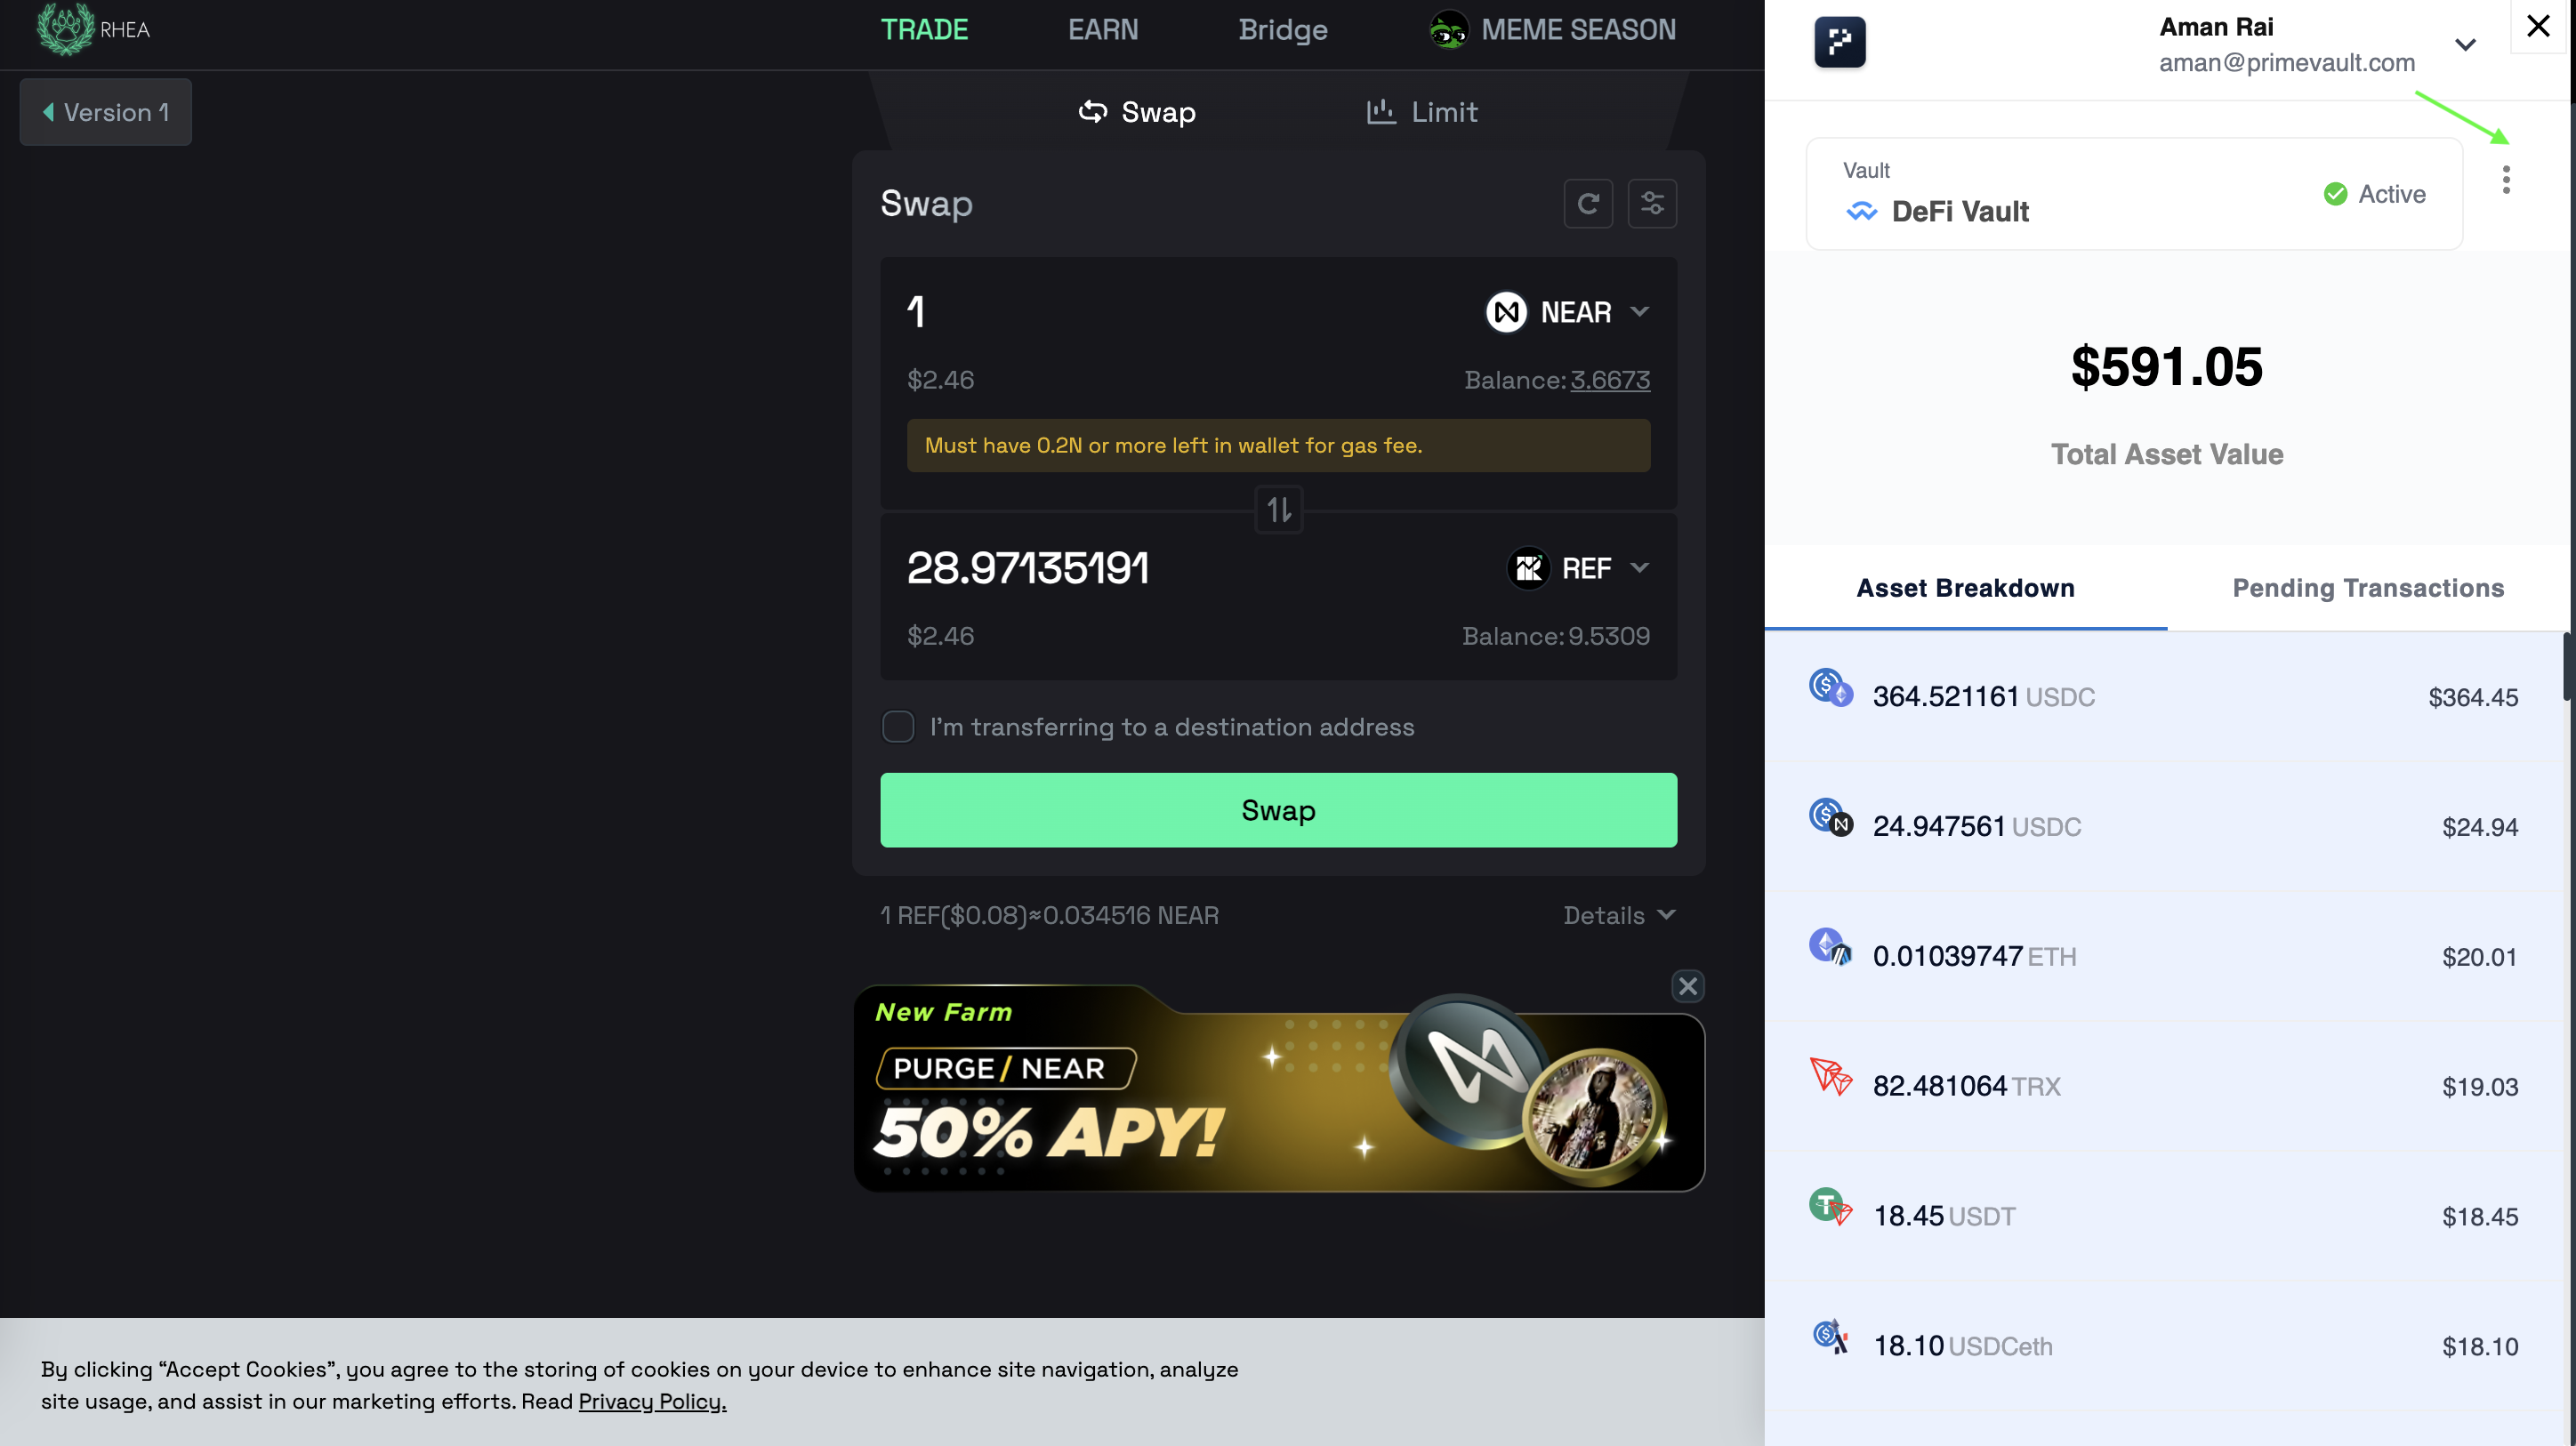 RHEA
TRADE
EARN
Bridge
MEME SEASON
Version 1
Swap
Limit
Swap
1
NEAR
$2.46
Balance: 3.6673
Must have 0.2N or more left in wallet for gas fee.
28.97135191
REF
$2.46
Balance: 9.5309
I'm transferring to a destination address
Swap
1 REF($0.08)≈0.034516 NEAR
Details
New Farm
PURGE / NEAR
50% APY!
By clicking “Accept Cookies”, you agree to the storing of cookies on your device to enhance site navigation, analyze
site usage, and assist in our marketing efforts. Read Privacy Policy.
Aman Rai
aman@primevault.com
Vault
DeFi Vault
Active
$591.05
Total Asset Value
Asset Breakdown
Pending Transactions
364.521161 USDC
$364.45
24.947561 USDC
$24.94
0.01039747 ETH
$20.01
82.481064 TRX
$19.03
18.45 USDT
$18.45
18.10 USDCeth
$18.10